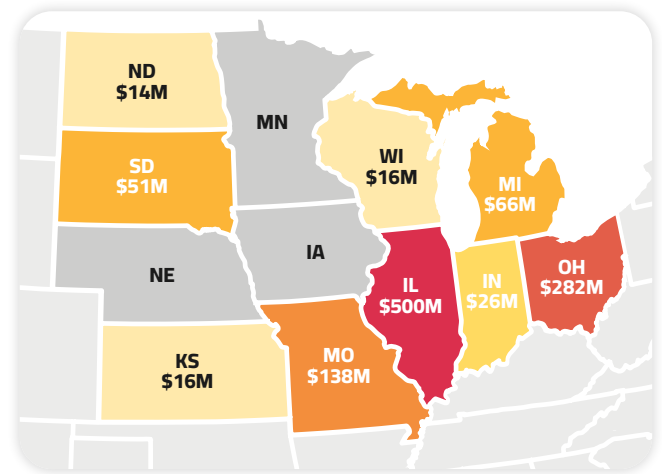 ND
$14M
MN
SD
$51M
WI
$16M
MI
$66M
NE
IA
IL
$500M
IN
$26M
OH
$282M
KS
$16M
MO
$138M